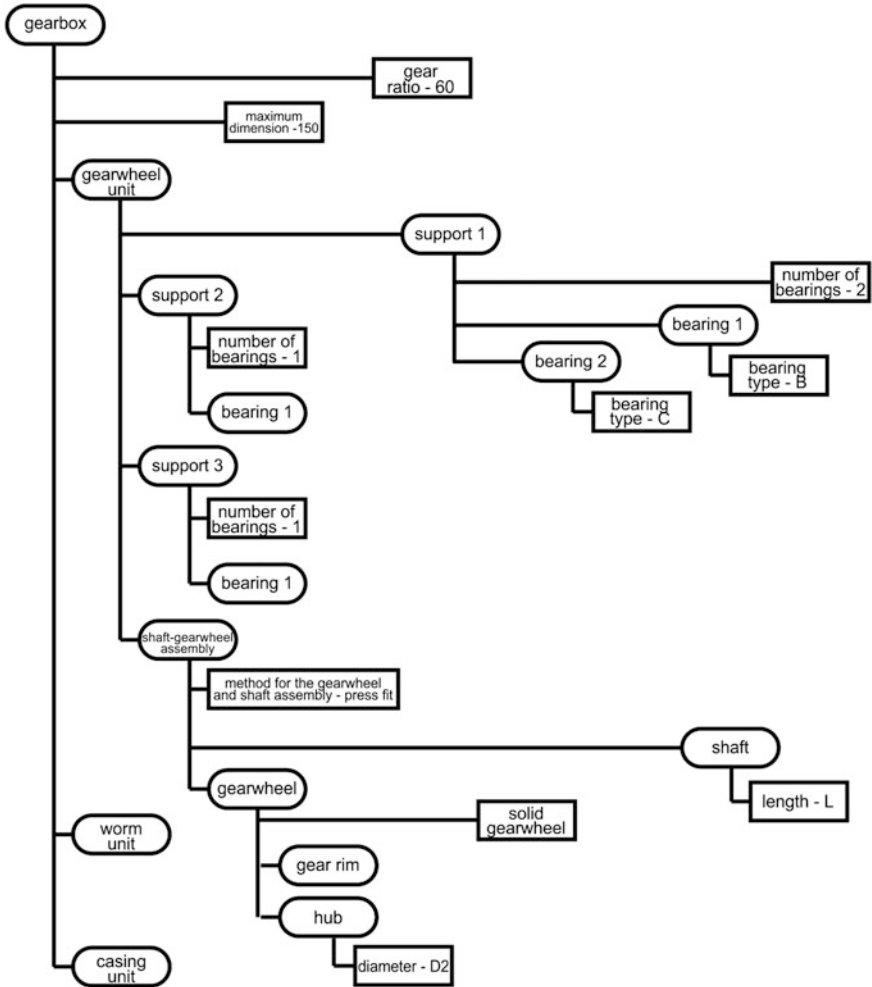 gearbox
gear
ratio - 60
maximum
dimension -150
gearwheel
unit
support 1
number of
bearings - 2
support 2
bearing 1
number of
bearings - 1
bearing 2
bearing
type - B
bearing 1
bearing
type - C
support 3
number of
bearings - 1
bearing 1
shaft-gearwheel
assembly
method for the gearwheel
and shaft assembly - press fit
shaft
gearwheel
length - L
solid
gearwheel
worm
unit
gear rim
hub
casing
unit
diameter - D2